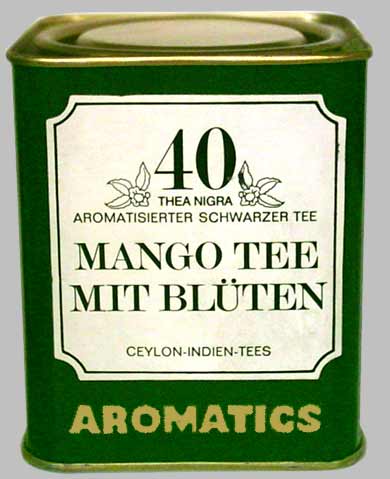 40
THEA NIGRA
AROMATISIERTER SCHWARZER TEE
MANGO TEE
MIT BLÜTEN
CEYLON-INDIEN-TEES
AROMATICS